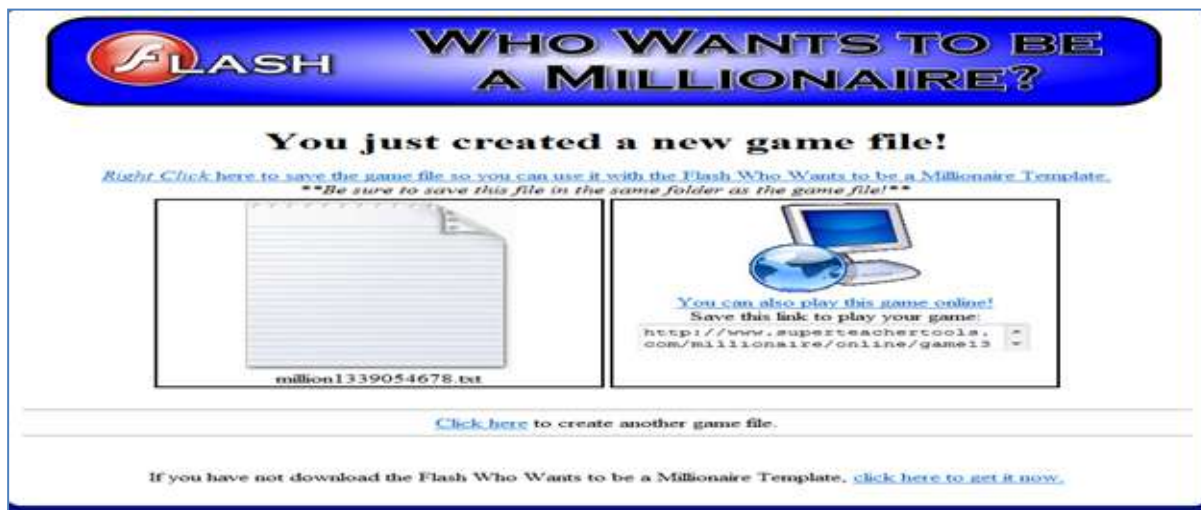 FLASH
WHO WANTS TO BE
A MILLIONAIRE?
You just created a new game file!
Right Click here to save the game file so you can use it with the Flash Who Wants to be a Millionaire Template.
**Be sure to save this file in the same folder as the game file!**
million1339054678.txt
You can also play this game online!
Save this link to play your game:
http://www.superteachertools.
com/millionaire/online/game13
Click here to create another game file.
If you have not download the Flash Who Wants to be a Millionaire Template, click here to get it now.